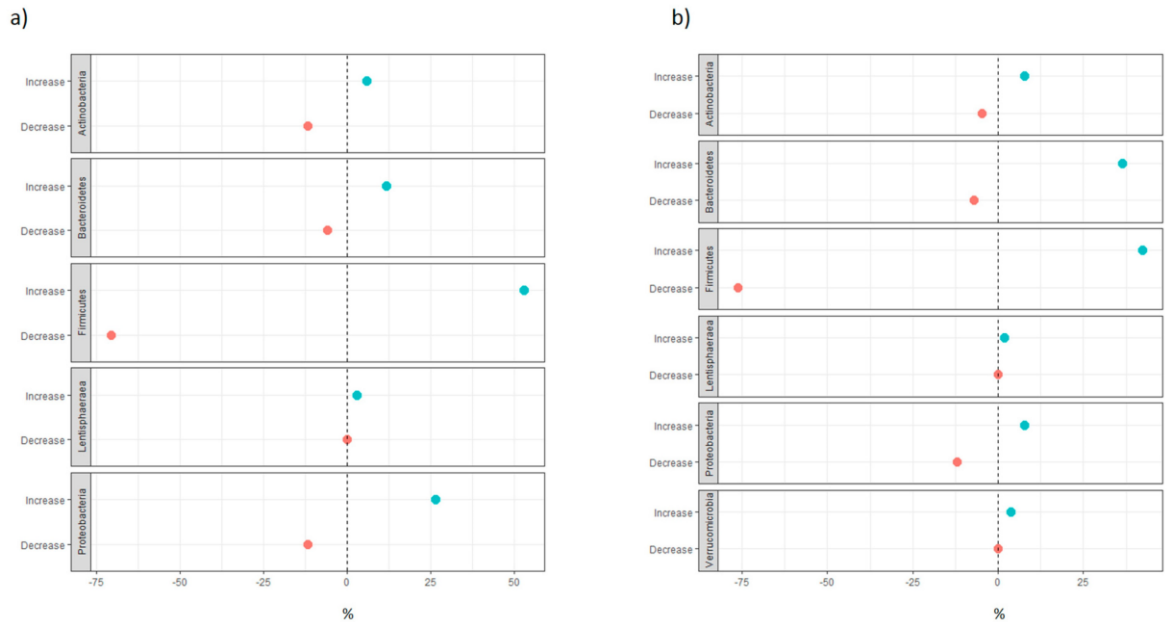 a)
Increase
Decrease
Actinobacteria
Increase
Decrease
Bacteroidetes
Increase
Decrease
Firmicutes
Increase
Decrease
Lentisphaeraea
Increase
Decrease
Proteobacteria
-75 -50 -25 0 25 50
%
b)
Increase
Decrease
Actinobacteria
Increase
Decrease
Bacteroidetes
Increase
Decrease
Firmicutes
Increase
Decrease
Lentisphaeraea
Increase
Decrease
Proteobacteria
Increase
Decrease
Verrucomicrobia
-75 -50 -25 0 25
%